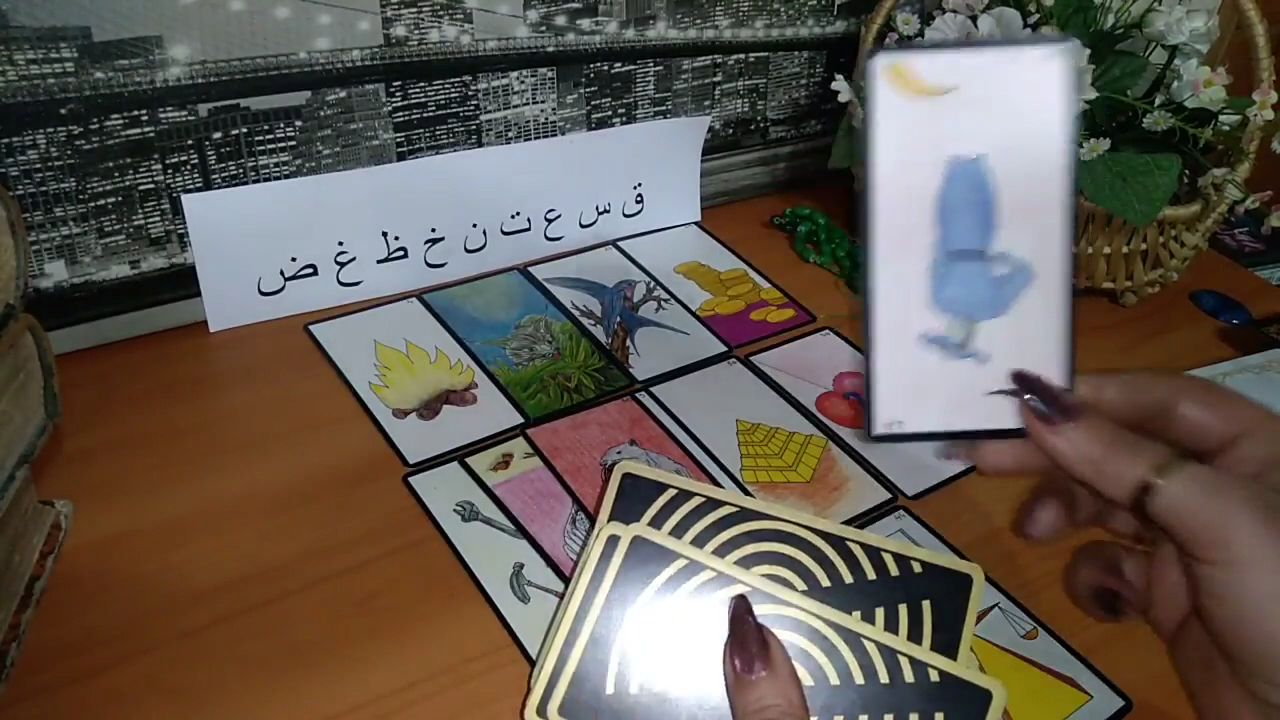 ق س ع ت ن خ ظ غ ض